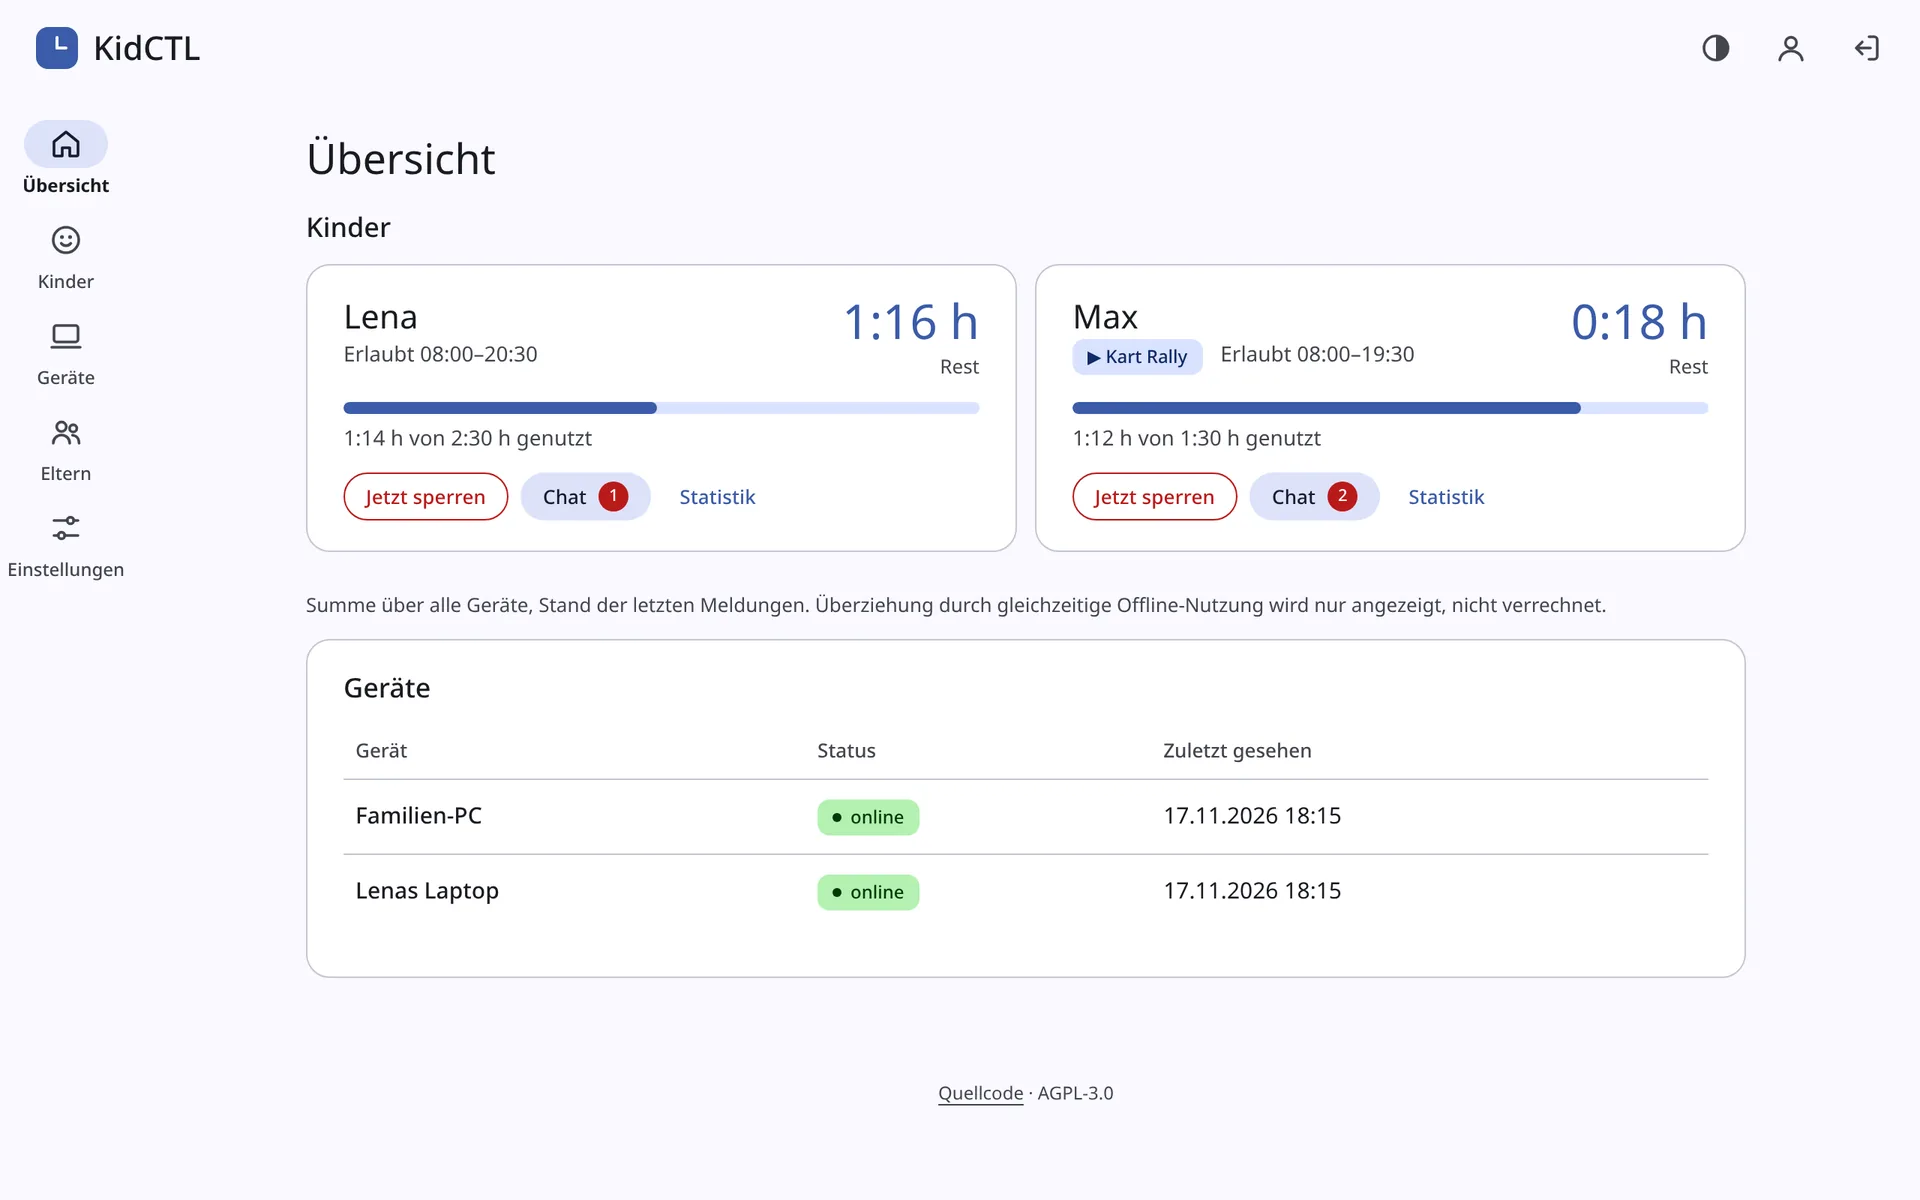 KidCTL
Übersicht
Kinder
Geräte
Eltern
Einstellungen
Übersicht
Kinder
Lena
Erlaubt 08:00–20:30
1:16 h
Rest
1:14 h von 2:30 h genutzt
Jetzt sperren Chat 1 Statistik
Max
▶ Kart Rally Erlaubt 08:00–19:30
0:18 h
Rest
1:12 h von 1:30 h genutzt
Jetzt sperren Chat 2 Statistik
Summe über alle Geräte, Stand der letzten Meldungen. Überziehung durch gleichzeitige Offline-Nutzung wird nur angezeigt, nicht verrechnet.
Geräte
Gerät Status Zuletzt gesehen
Familien-PC online 17.11.2026 18:15
Lenas Laptop online 17.11.2026 18:15
Quellcode · AGPL-3.0